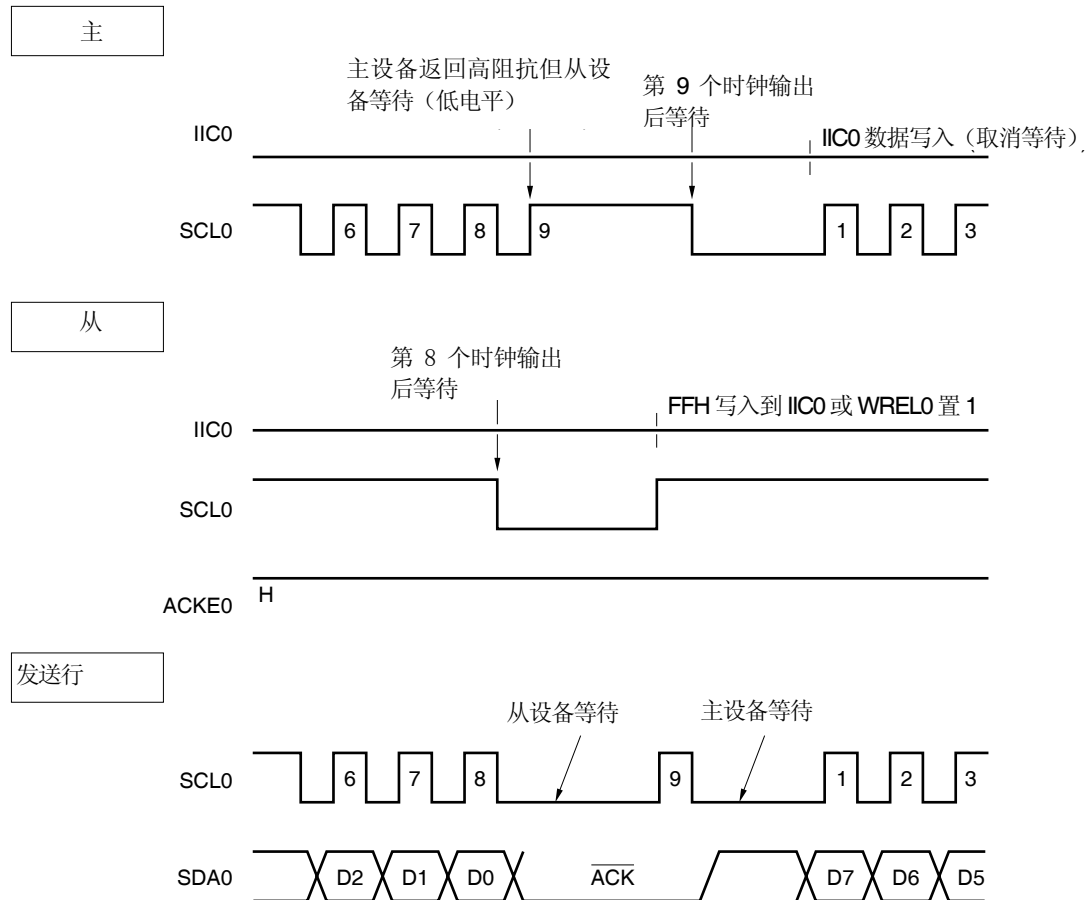 主
主设备返回高阻抗但从设
备等待（低电平）
第 9 个时钟输出
后等待
IIC0
IIC0 数据写入（取消等待）
SCL0
6 7 8 9 1 2 3
从
第 8 个时钟输出
后等待
FFH 写入到 IIC0 或 WREL0 置 1
IIC0
SCL0
ACKE0
H
发送行
从设备等待
主设备等待
SCL0
6 7 8 9 1 2 3
SDA0
D2 D1 D0 A̅C̅K̅ D7 D6 D5